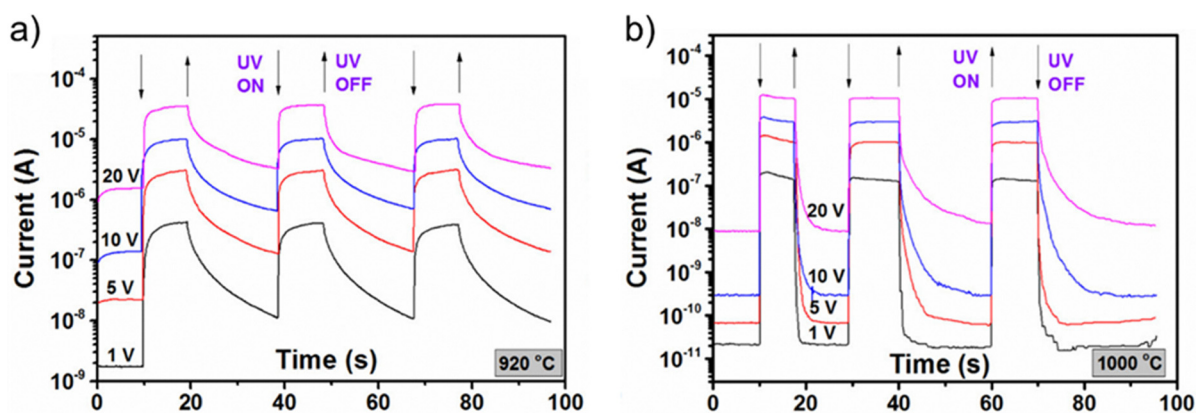 a)
Current (A)
10⁻⁴
10⁻⁵
10⁻⁶
10⁻⁷
10⁻⁸
10⁻⁹
UV
ON
UV
OFF
20 V
10 V
5 V
1 V
Time (s)
920 °C
0
20
40
60
80
100
b)
Current (A)
10⁻⁴
10⁻⁵
10⁻⁶
10⁻⁷
10⁻⁸
10⁻⁹
10⁻¹⁰
10⁻¹¹
UV
ON
UV
OFF
20 V
10 V
5 V
1 V
Time (s)
1000 °C
0
20
40
60
80
100